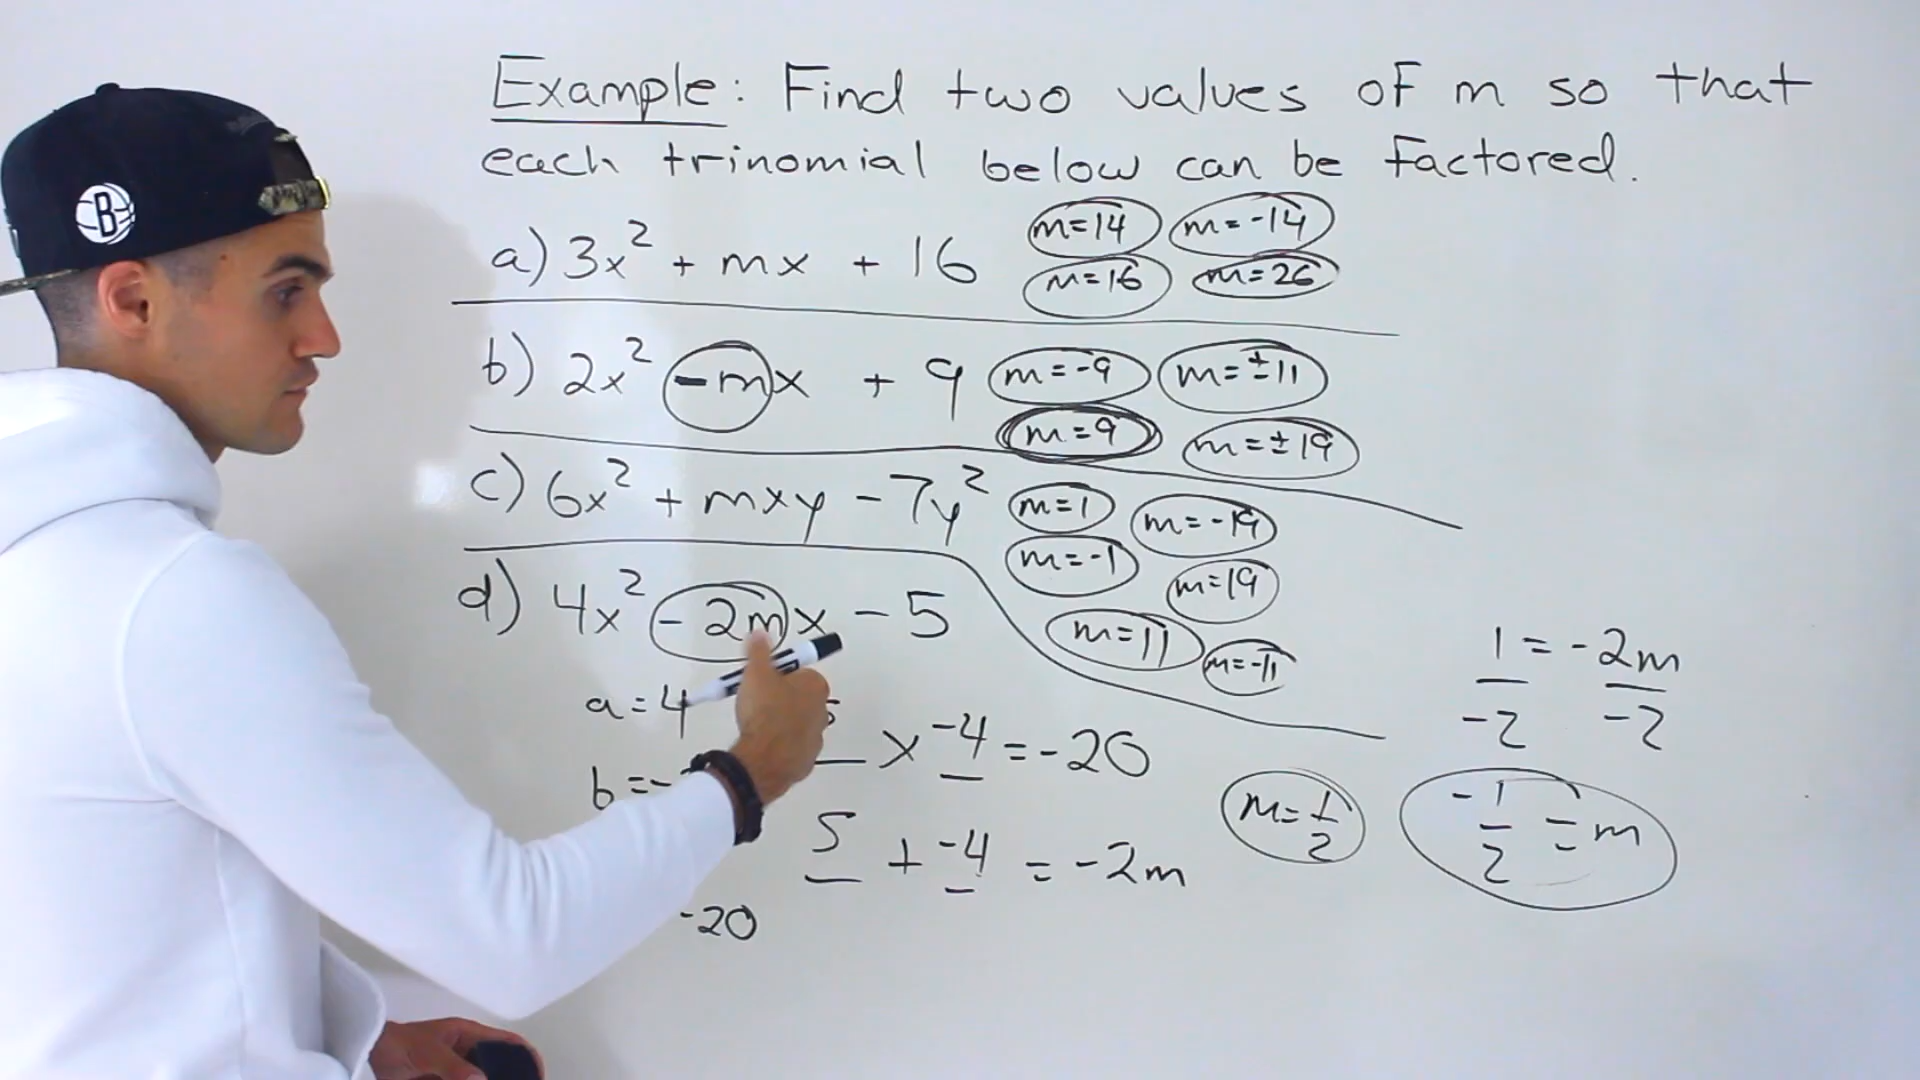 Example: Find two values of m so that
each trinomial below can be factored.
a) 3x² + mx + 16 m=14 m=-14
m=16 m=26
b) 2x² -mx + 9 m=-9 m=±11
m=9 m=±19
c) 6x² + mxy - 7y² m=1 m=-19
m=-1 m=19
m=11 m=-11
d) 4x² - 2mx - 5
a=4
b=-
x -4 = -20
5 + -4 = -2m
-20
1 = -2m
-2 -2
m=1/2 -1/2 = m
B